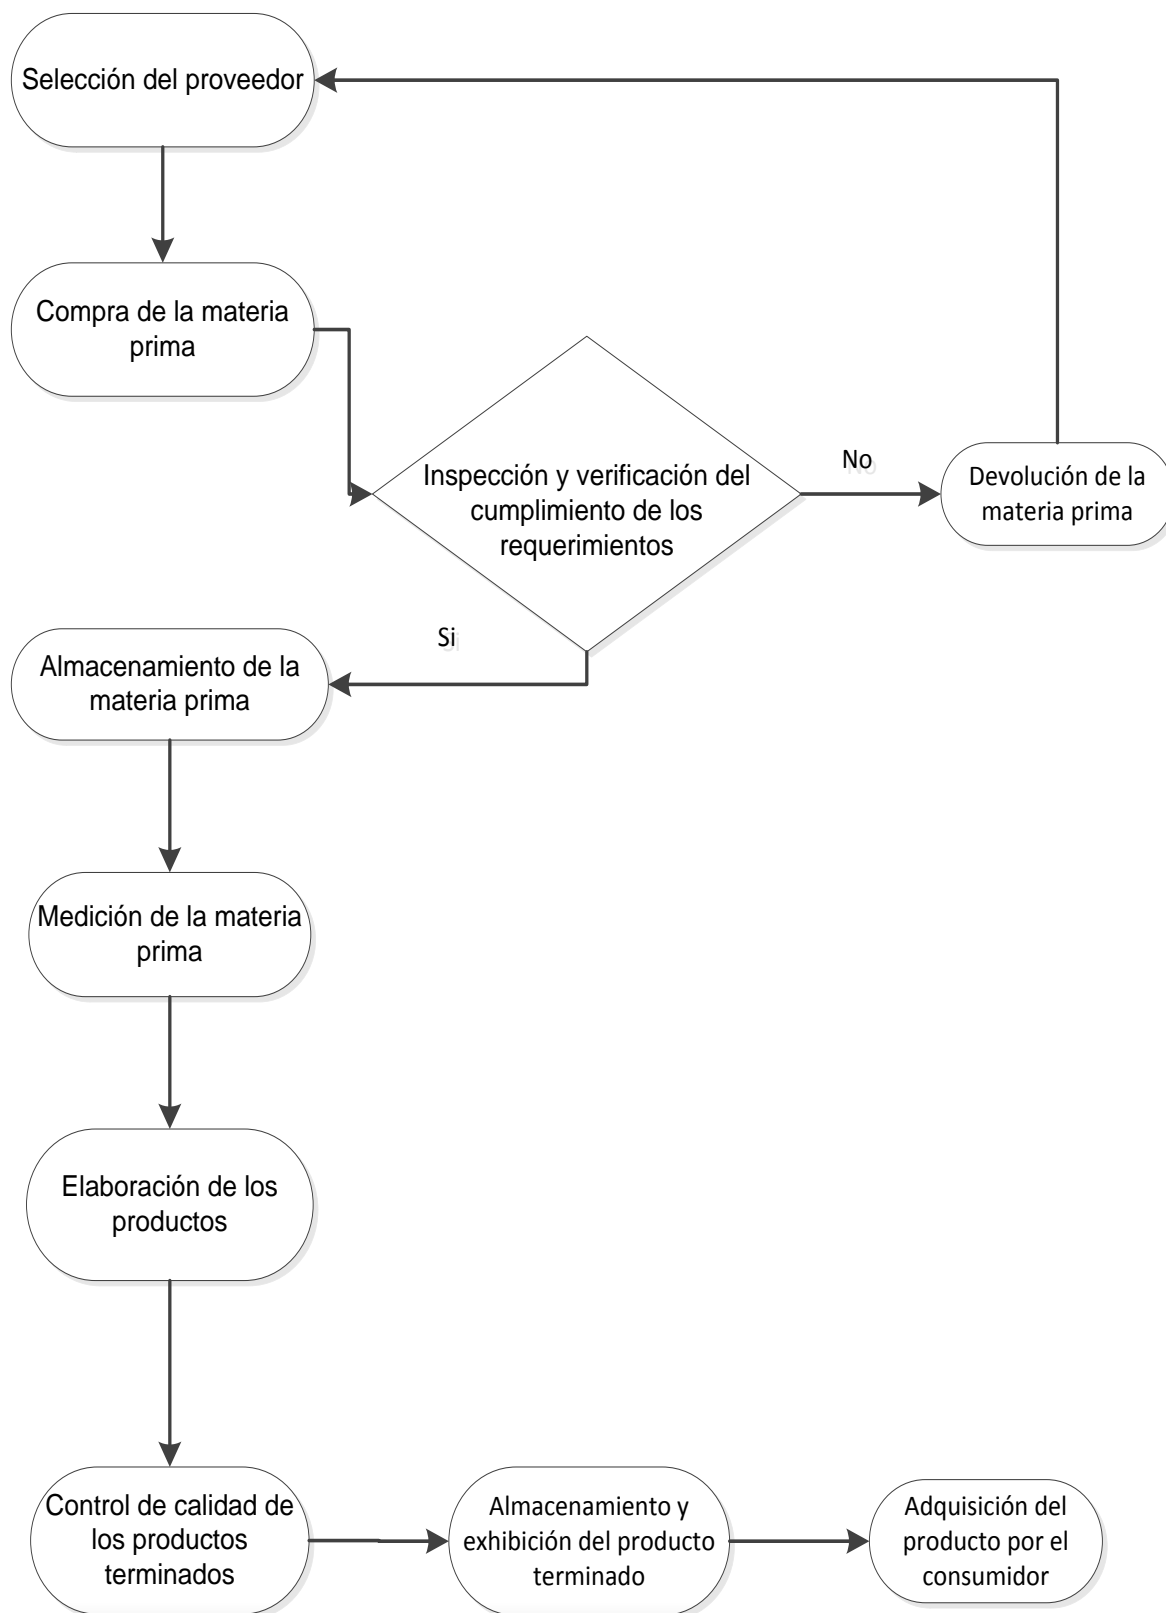 Selección del proveedor
Compra de la materia
prima
Inspección y verificación del
cumplimiento de los
requerimientos
No
Devolución de la
materia prima
Si
Almacenamiento de la
materia prima
Medición de la materia
prima
Elaboración de los
productos
Control de calidad de
los productos
terminados
Almacenamiento y
exhibición del producto
terminado
Adquisición del
producto por el
consumidor